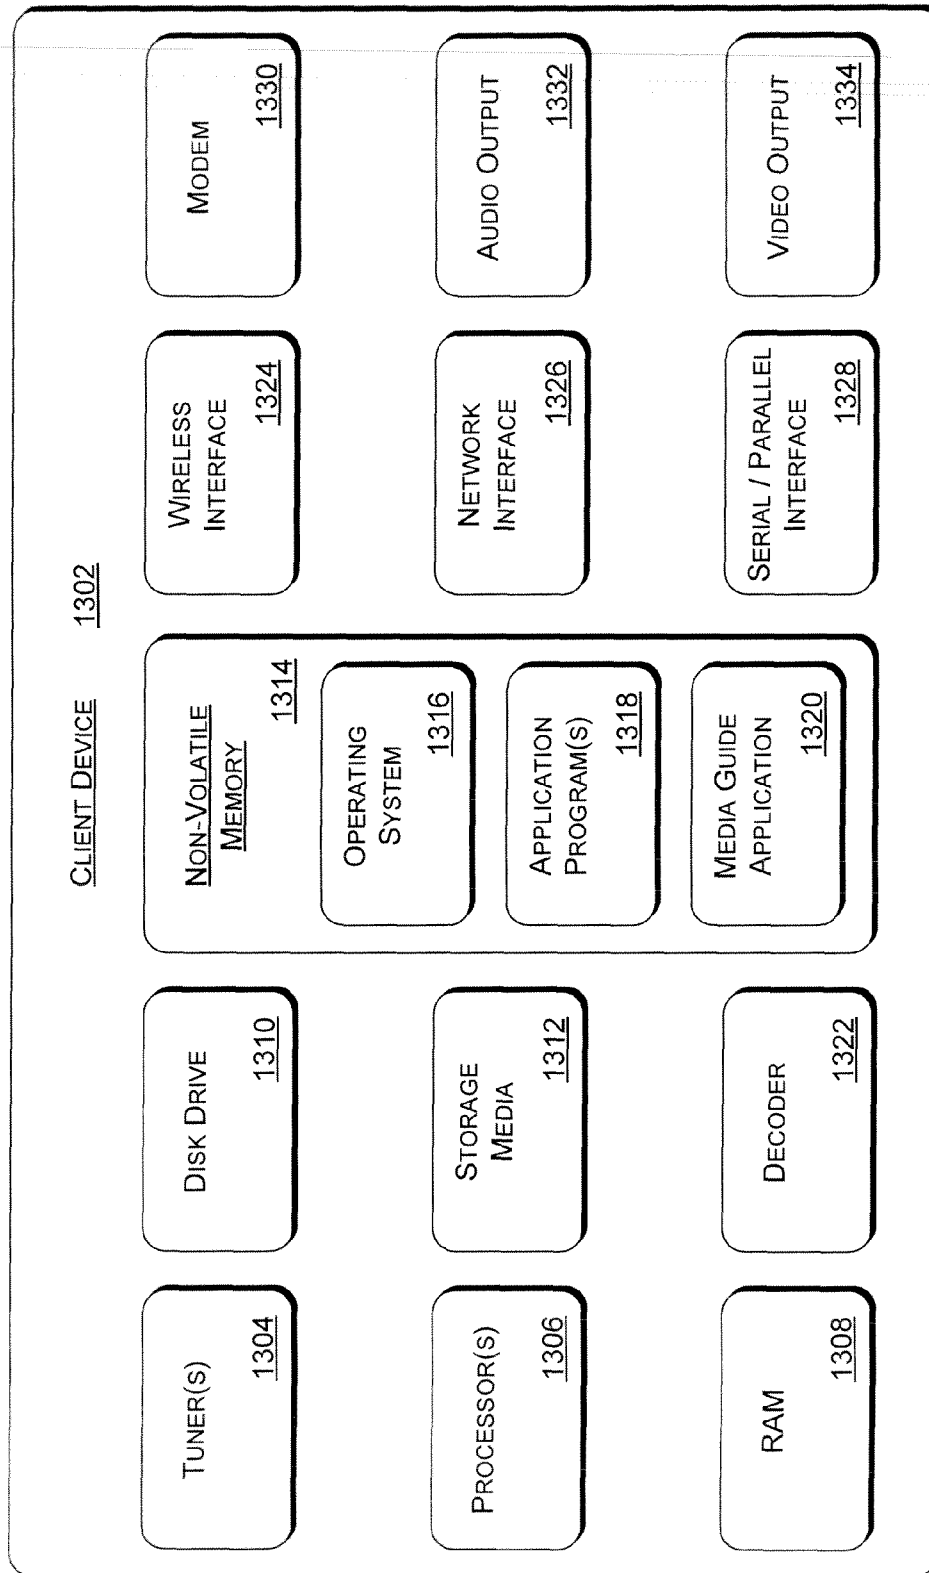 CLIENT DEVICE 1302
TUNER(S)
1304
PROCESSOR(S)
1306
RAM
1308
DISK DRIVE
1310
STORAGE
MEDIA
1312
DECODER
1322
NON-VOLATILE
MEMORY
1314
OPERATING
SYSTEM
1316
APPLICATION
PROGRAM(S)
1318
MEDIA GUIDE
APPLICATION
1320
WIRELESS
INTERFACE
1324
NETWORK
INTERFACE
1326
SERIAL / PARALLEL
INTERFACE
1328
MODEM
1330
AUDIO OUTPUT
1332
VIDEO OUTPUT
1334